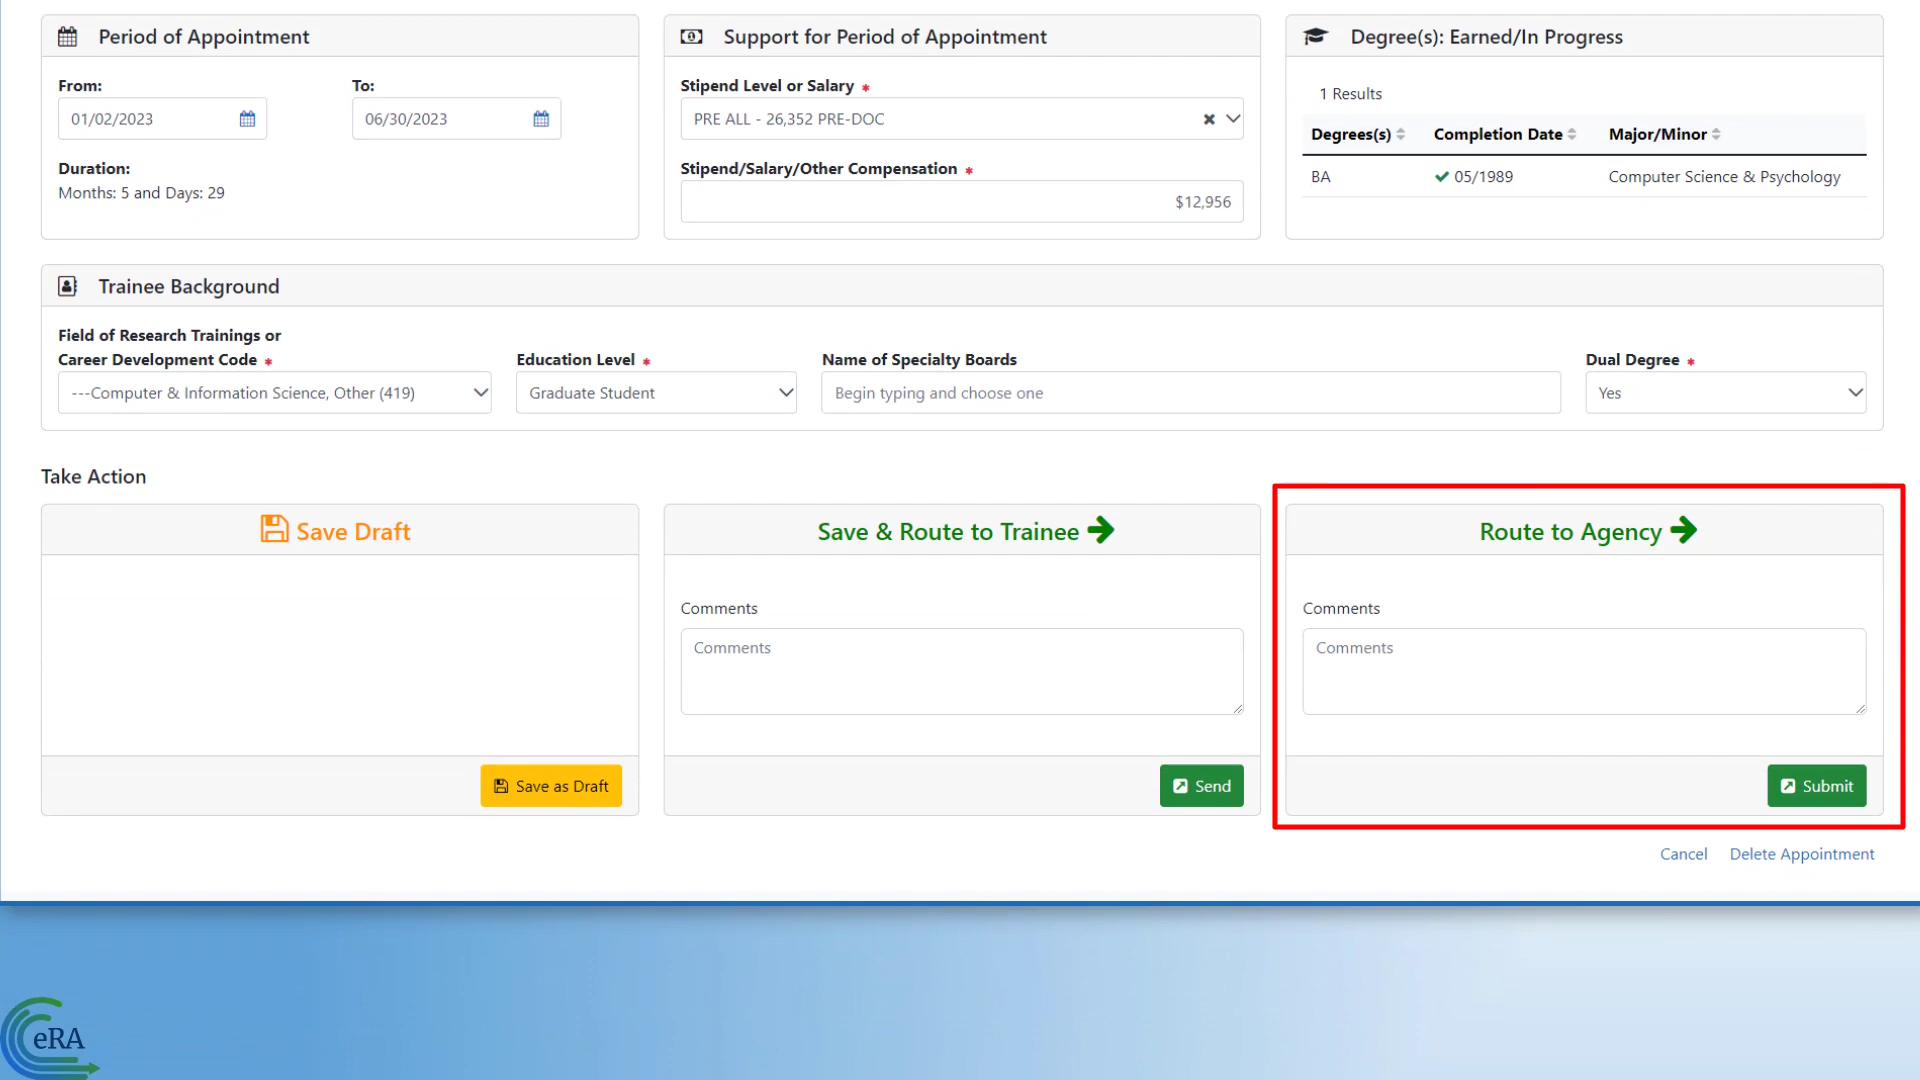 Period of Appointment
From:
01/02/2023
To:
06/30/2023
Duration:
Months: 5 and Days: 29
Support for Period of Appointment
Stipend Level or Salary *
PRE ALL - 26,352 PRE-DOC
Stipend/Salary/Other Compensation *
$12,956
Degree(s): Earned/In Progress
1 Results
Degrees(s) Completion Date Major/Minor
BA 05/1989 Computer Science & Psychology
Trainee Background
Field of Research Trainings or
Career Development Code *
---Computer & Information Science, Other (419)
Education Level *
Graduate Student
Name of Specialty Boards
Begin typing and choose one
Dual Degree *
Yes
Take Action
Save Draft
Save as Draft
Save & Route to Trainee
Comments
Comments
Send
Route to Agency
Comments
Comments
Submit
Cancel Delete Appointment
eRA